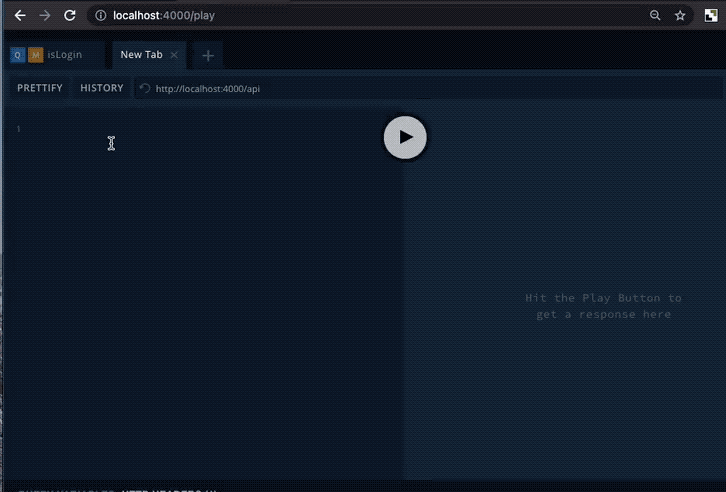 localhost:4000/play
Q M isLogin New Tab × +
PRETTIFY HISTORY http://localhost:4000/api
1
Hit the Play Button to
get a response here